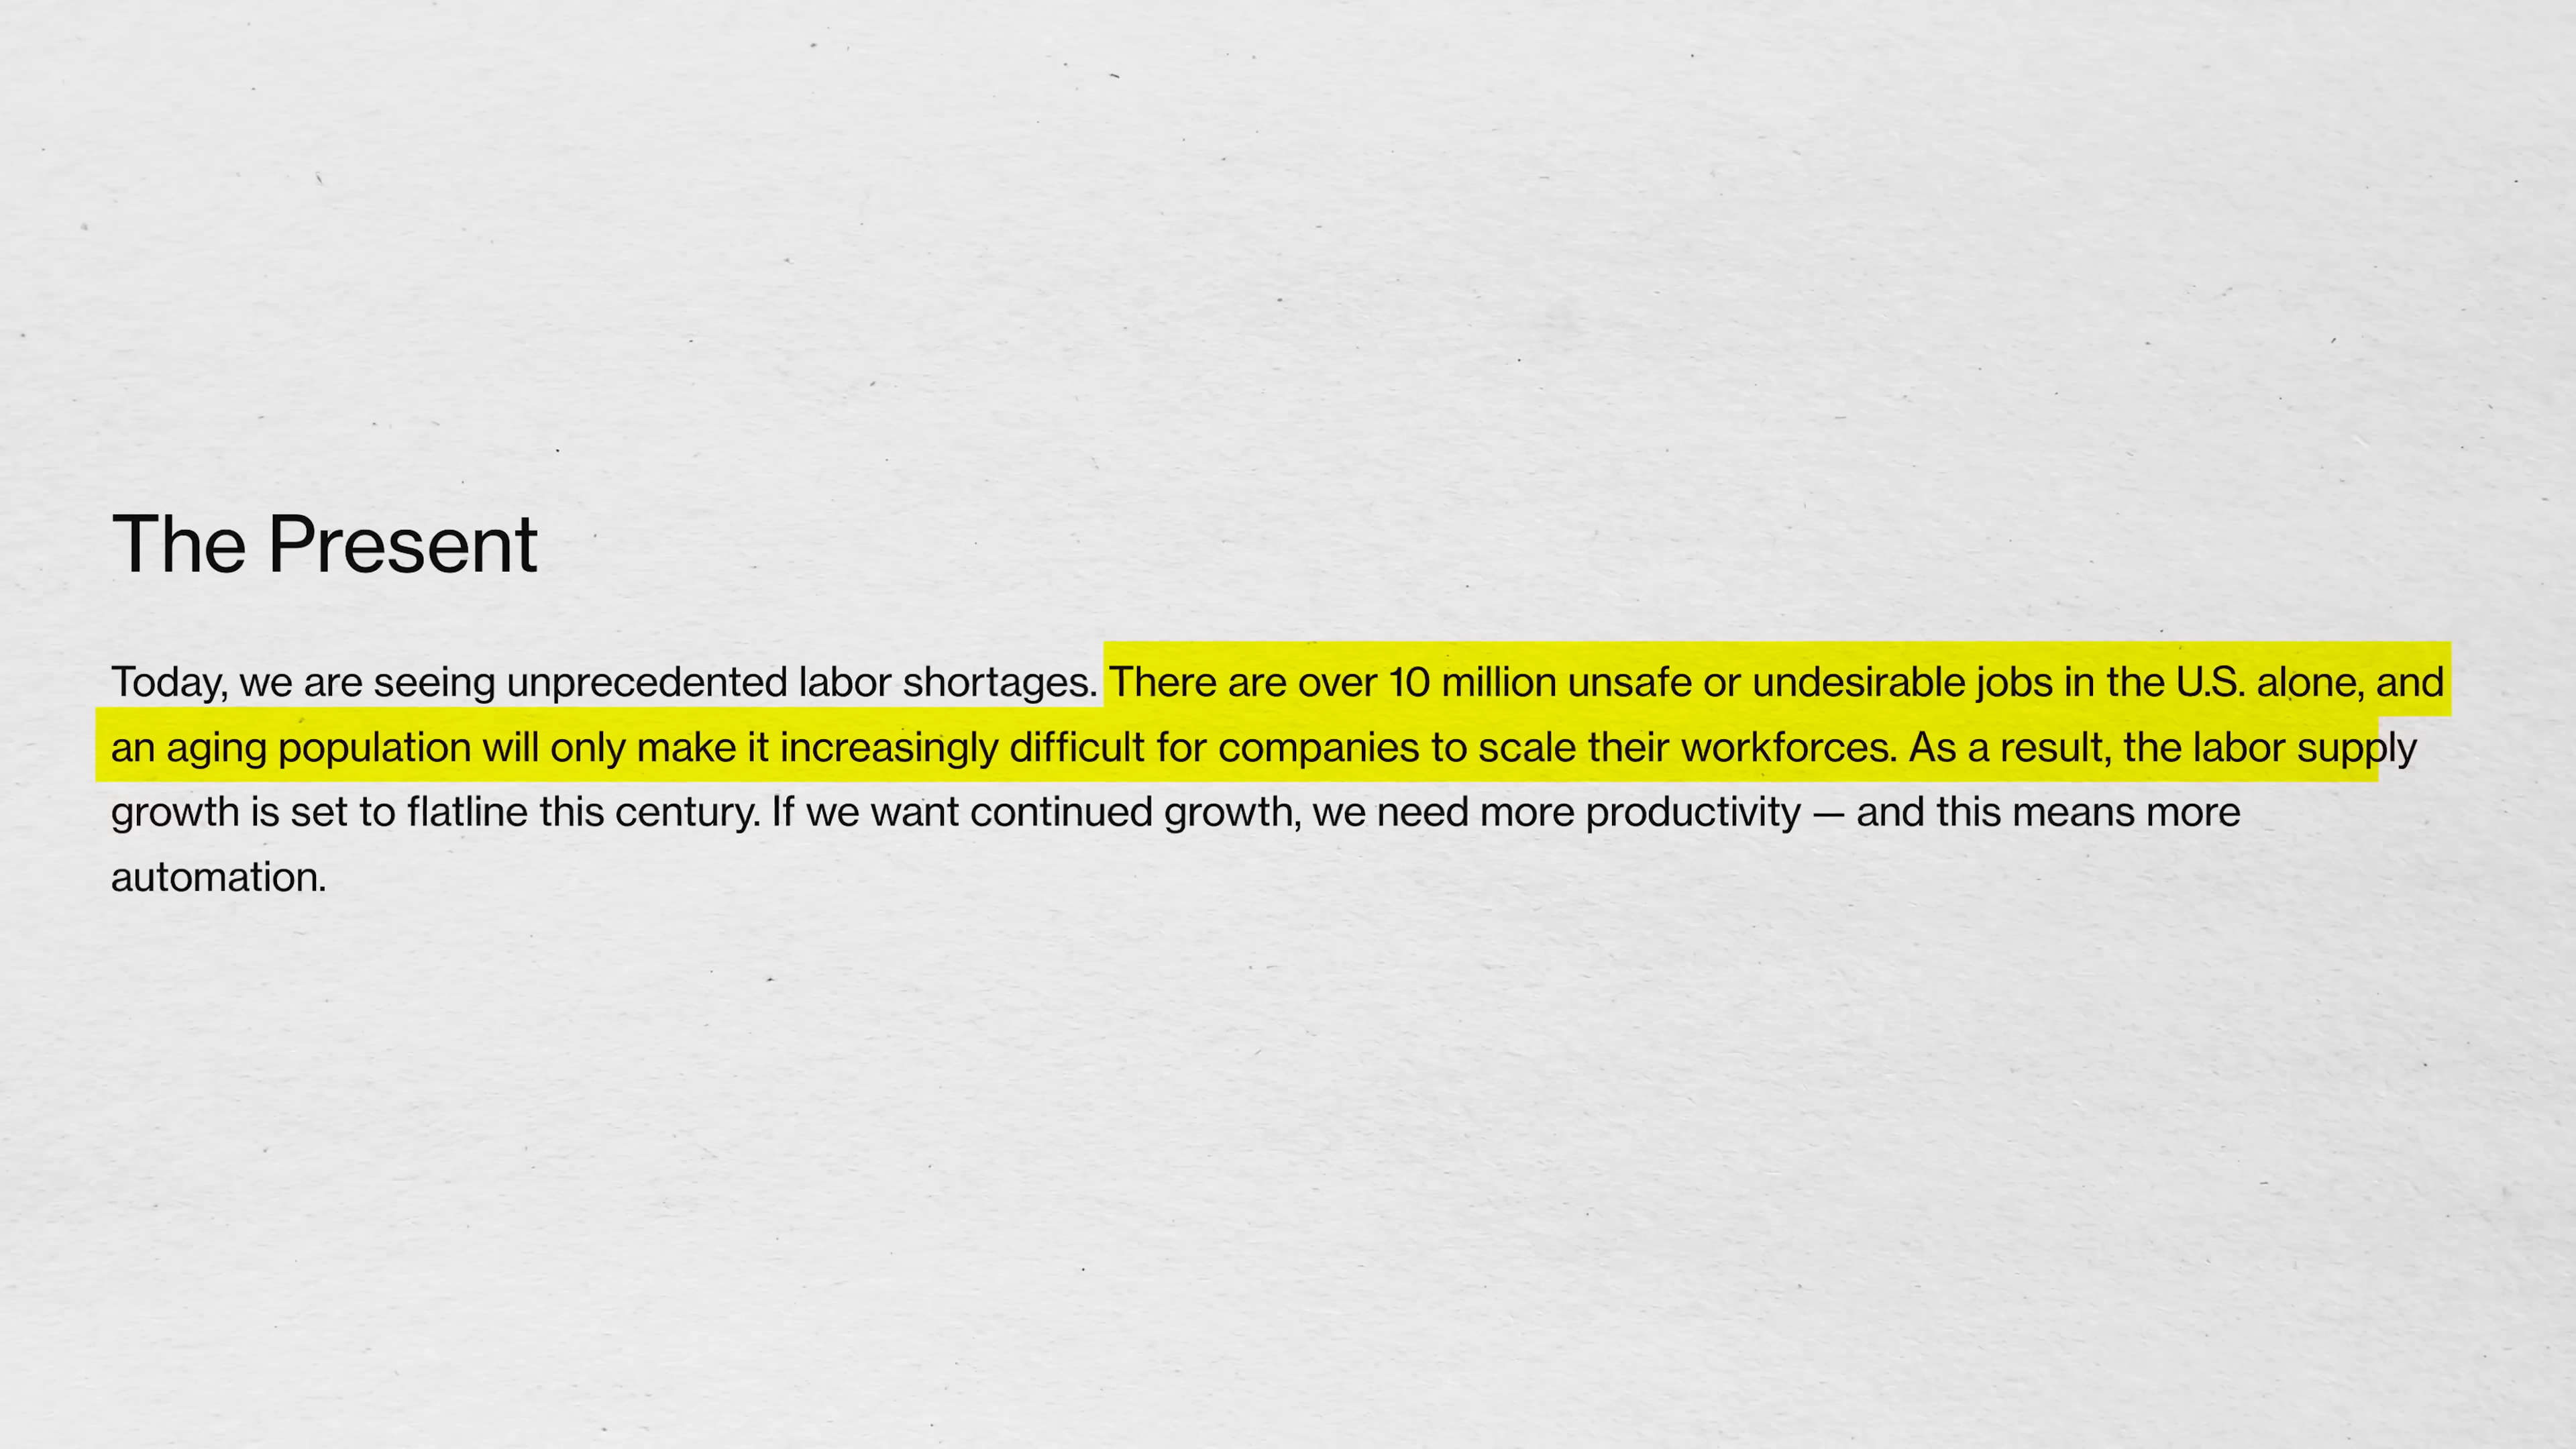 The Present
Today, we are seeing unprecedented labor shortages. There are over 10 million unsafe or undesirable jobs in the U.S. alone, and
an aging population will only make it increasingly difficult for companies to scale their workforces. As a result, the labor supply
growth is set to flatline this century. If we want continued growth, we need more productivity — and this means more
automation.